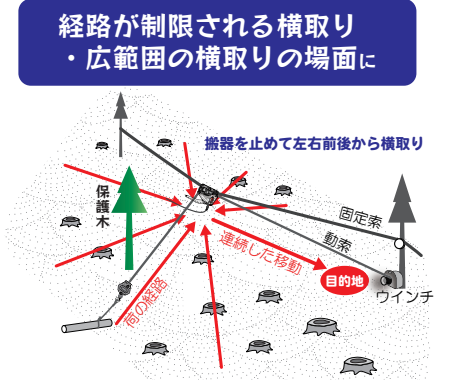 経路が制限される横取り
・広範囲の横取りの場面に
搬器を止めて左右前後から横取り
保護木
固定索
動索
連続した移動
目的地
ウインチ
荷の経路